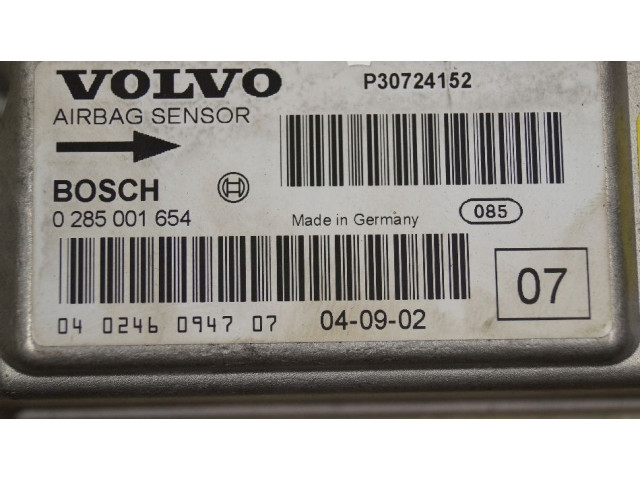 VOLVO P30724152
AIRBAG SENSOR
BOSCH
0 285 001 654 Made in Germany 085
07
04 0246 0947 07 04-09-02